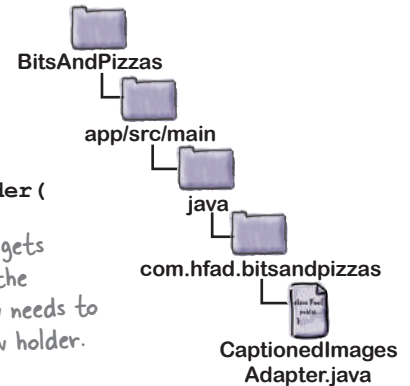 BitsAndPizzas
app/src/main
der(
java
gets
the
com.hfad.bitsandpizzas
needs to
holder.
CaptionedImages
Adapter.java